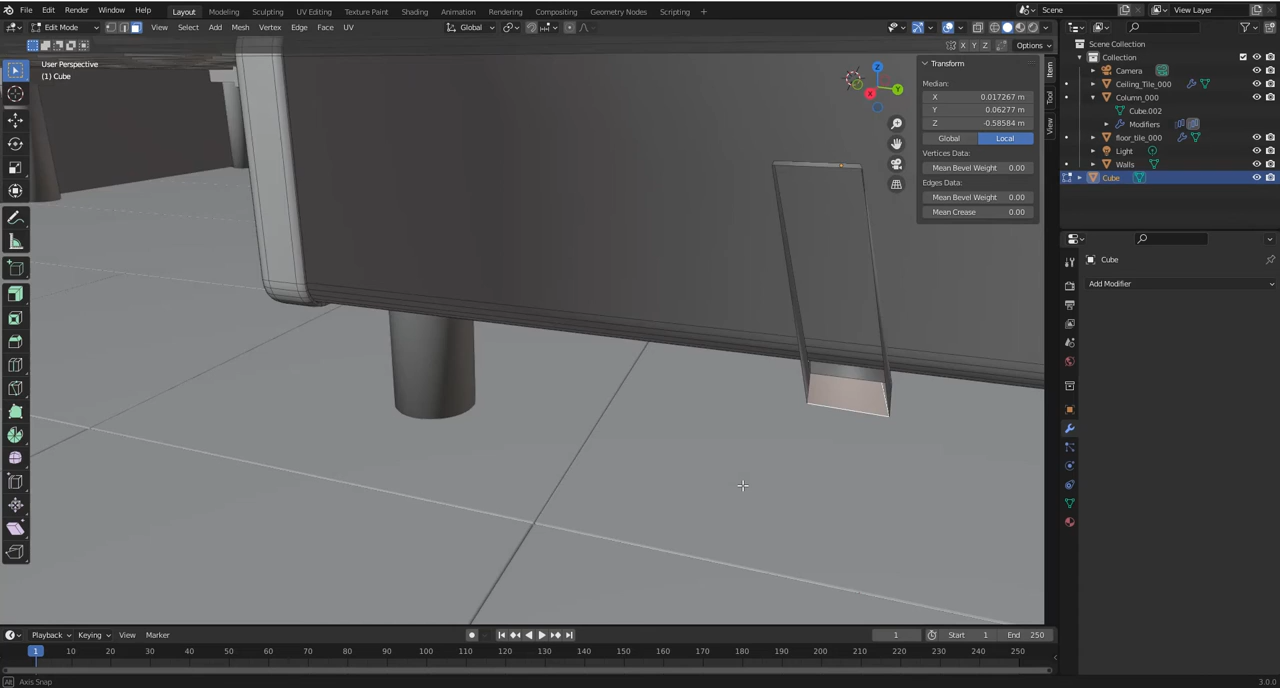 File Edit Render Window Help Layout Modeling Sculpting UV Editing Texture Paint Shading Animation Rendering Compositing Geometry Nodes Scripting + Scene View Layer
Edit Mode View Select Add Mesh Vertex Edge Face UV Global
X Y Z Options
User Perspective
(1) Cube
Transform
Median:
X 0.017267 m
Y 0.06277 m
Z -0.58584 m
Global Local
Vertices Data:
Mean Bevel Weight 0.00
Edges Data:
Mean Bevel Weight 0.00
Mean Crease 0.00
Item
Tool
View
Z
Y
X
Scene Collection
Collection
Camera
Ceiling_Tile_000
Column_000
Cube.002
Modifiers
floor_tile_000
Light
Walls
Cube
Cube
Add Modifier
Playback Keying View Marker 1 Start 1 End 250
1 10 20 30 40 50 60 70 80 90 100 110 120 130 140 150 160 170 180 190 200 210 220 230 240 250
Alt Axis Snap 3.0.0